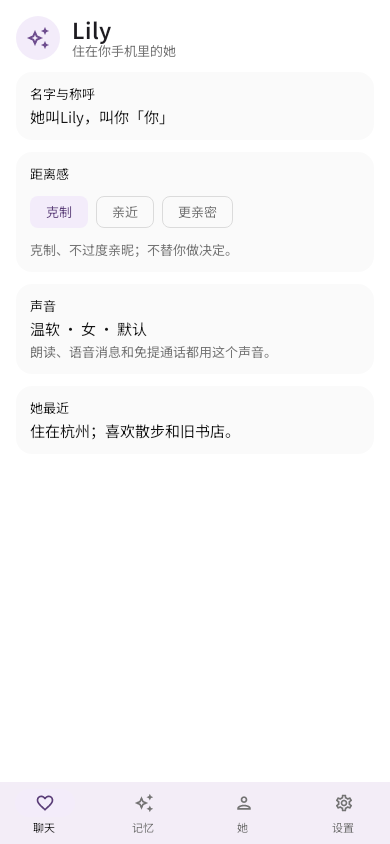 Lily
住在你手机里的她
名字与称呼
她叫Lily，叫你「你」
距离感
克制
亲近
更亲密
克制、不过度亲昵；不替你做决定。
声音
温软 · 女 · 默认
朗读、语音消息和免提通话都用这个声音。
她最近
住在杭州；喜欢散步和旧书店。
聊天
记忆
她
设置